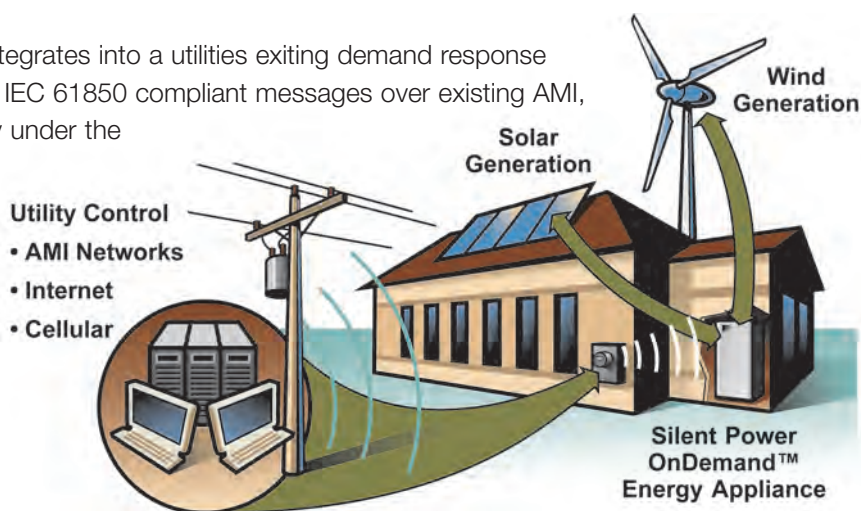 tegrates into a utilities exiting demand response
IEC 61850 compliant messages over existing AMI,
under the
Wind
Generation
Solar
Generation
Utility Control
• AMI Networks
• Internet
• Cellular
Silent Power
OnDemand™
Energy Appliance